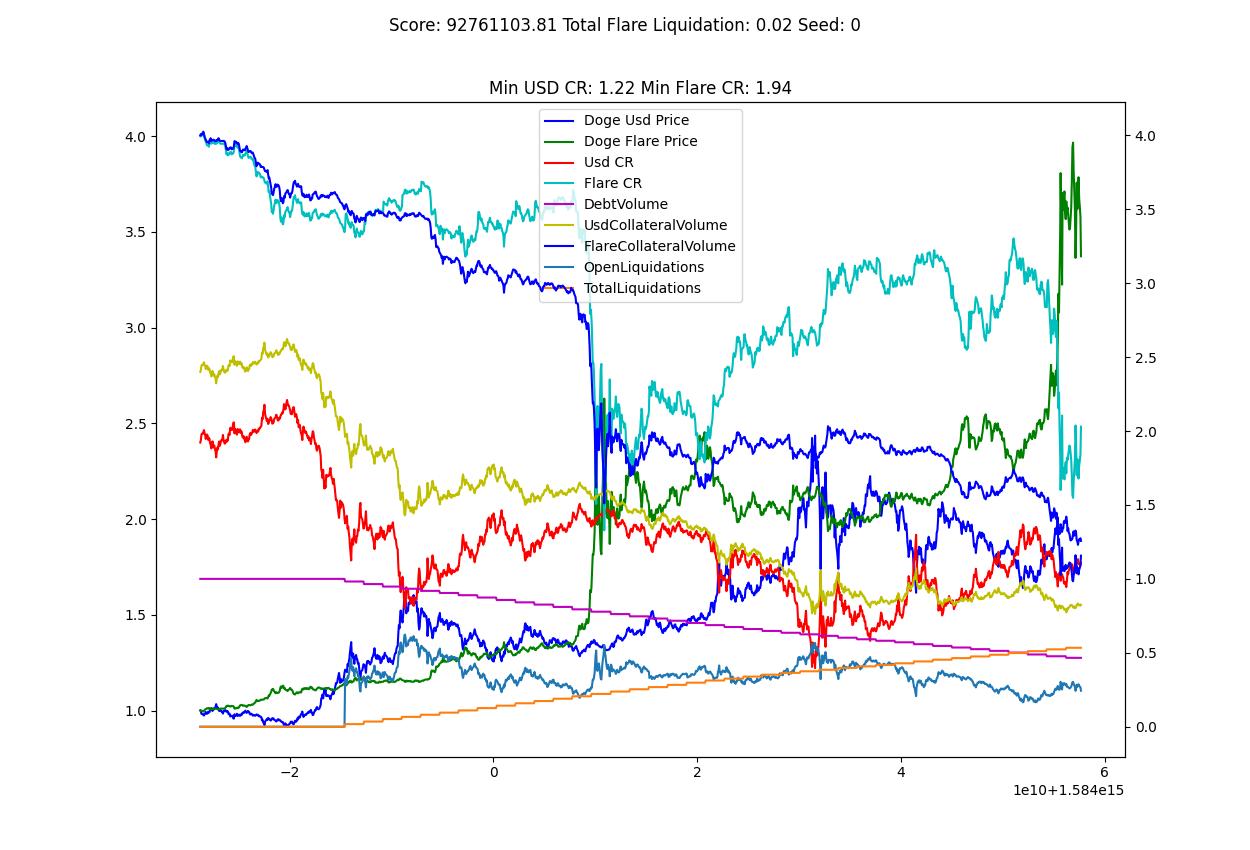 Score: 92761103.81 Total Flare Liquidation: 0.02 Seed: 0
Min USD CR: 1.22 Min Flare CR: 1.94
Doge Usd Price
Doge Flare Price
Usd CR
Flare CR
DebtVolume
UsdCollateralVolume
FlareCollateralVolume
OpenLiquidations
TotalLiquidations
4.0
3.5
3.0
2.5
2.0
1.5
1.0
4.0
3.5
3.0
2.5
2.0
1.5
1.0
0.5
0.0
−2 0 2 4 6
1e10+1.584e15